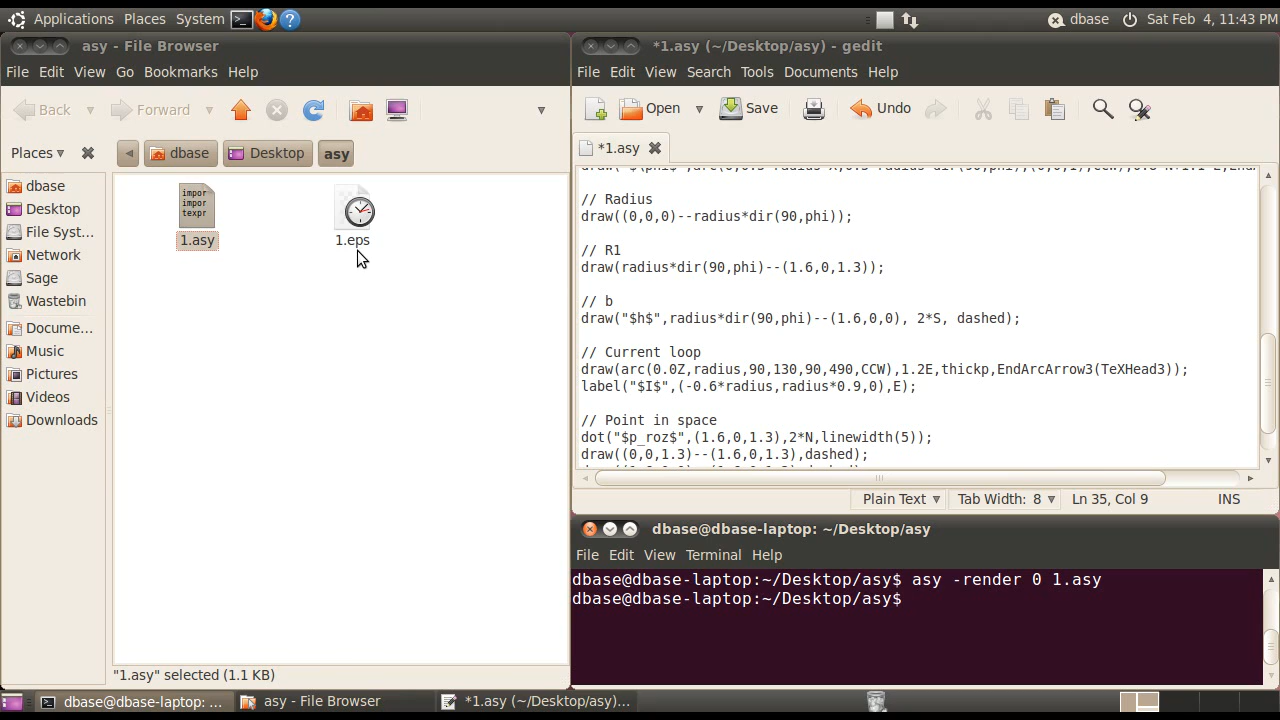 Applications Places System
dbase Sat Feb 4, 11:43 PM
asy - File Browser
File Edit View Go Bookmarks Help
Back Forward
Places
dbase Desktop asy
dbase
Desktop
File Syst...
Network
Sage
Wastebin
Docume...
Music
Pictures
Videos
Downloads
impor
impor
texpr
1.asy
1.eps
"1.asy" selected (1.1 KB)
*1.asy (~/Desktop/asy) - gedit
File Edit View Search Tools Documents Help
Open Save Undo
*1.asy
// Radius
draw((0,0,0)--radius*dir(90,phi));
// R1
draw(radius*dir(90,phi)--(1.6,0,1.3));
// b
draw("$h$",radius*dir(90,phi)--(1.6,0,0), 2*S, dashed);
// Current loop
draw(arc(0.0Z,radius,90,130,90,490,CCW),1.2E,thickp,EndArcArrow3(TeXHead3));
label("$I$",(-0.6*radius,radius*0.9,0),E);
// Point in space
dot("$p_roz$",(1.6,0,1.3),2*N,linewidth(5));
draw((0,0,1.3)--(1.6,0,1.3),dashed);
Plain Text Tab Width: 8 Ln 35, Col 9 INS
dbase@dbase-laptop: ~/Desktop/asy
File Edit View Terminal Help
dbase@dbase-laptop:~/Desktop/asy$ asy -render 0 1.asy
dbase@dbase-laptop:~/Desktop/asy$
dbase@dbase-laptop: ...
asy - File Browser
*1.asy (~/Desktop/asy)...